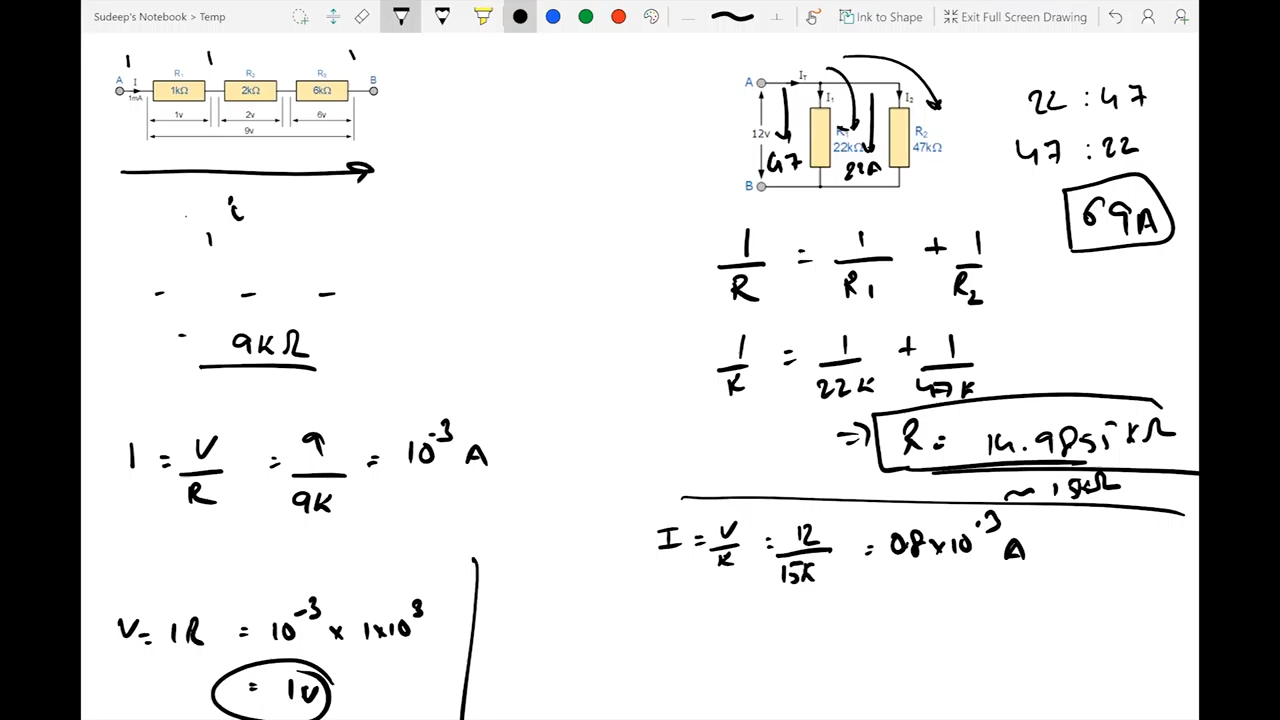 Sudeep's Notebook > Temp
Ink to Shape
Exit Full Screen Drawing
R₁ R₂ R₃
A I 1kΩ 2kΩ 6kΩ B
1mA
1v 2v 6v
9v
i
9KΩ
I = V/R = 9/9K = 10⁻³ A
V = IR = 10⁻³ × 1×10³
= 1v
A Iᴛ
I₁ I₂
12v R₁ R₂
22kΩ 47kΩ
47 22A
B
22 : 47
47 : 22
69A
1/R = 1/R₁ + 1/R₂
1/R = 1/22K + 1/47K
=> R = 14.9855 KΩ
~ 15KΩ
I = V/R = 12/15K = 0.8×10⁻³ A